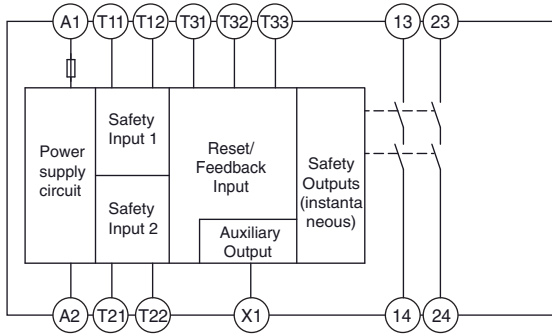 A1 T11 T12 T31 T32 T33 13 23
Power
supply
circuit
Safety
Input 1
Safety
Input 2
Reset/
Feedback
Input
Auxiliary
Output
Safety
Outputs
(instanta
neous)
A2 T21 T22 X1 14 24